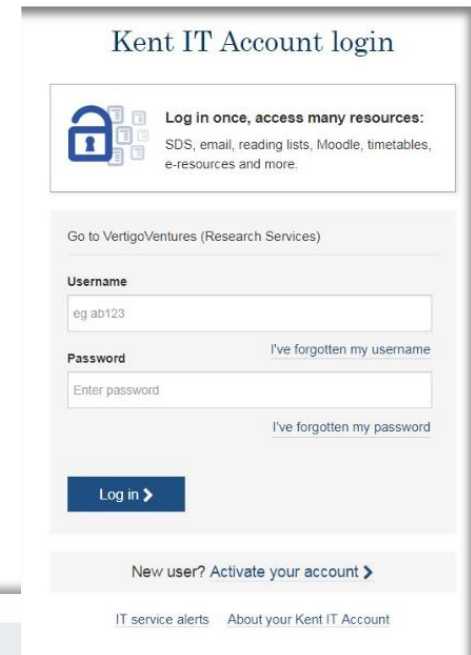 Kent IT Account login
Log in once, access many resources:
SDS, email, reading lists, Moodle, timetables,
e-resources and more.
Go to VertigoVentures (Research Services)
Username
eg ab123
I've forgotten my username
Password
Enter password
I've forgotten my password
Log in
New user? Activate your account
IT service alerts About your Kent IT Account